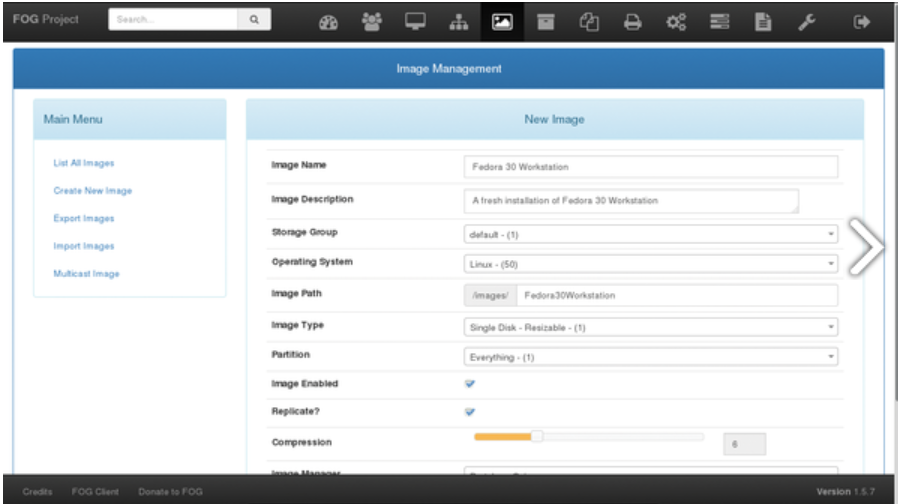 FOG Project Search...
Image Management
Main Menu
List All Images
Create New Image
Export Images
Import Images
Multicast Image
New Image
Image Name Fedora 30 Workstation
Image Description A fresh installation of Fedora 30 Workstation
Storage Group default - (1)
Operating System Linux - (50)
Image Path /images/ Fedora30Workstation
Image Type Single Disk - Resizable - (1)
Partition Everything - (1)
Image Enabled
Replicate?
Compression 6
Image Manager
Credits FOG Client Donate to FOG Version 1.5.7